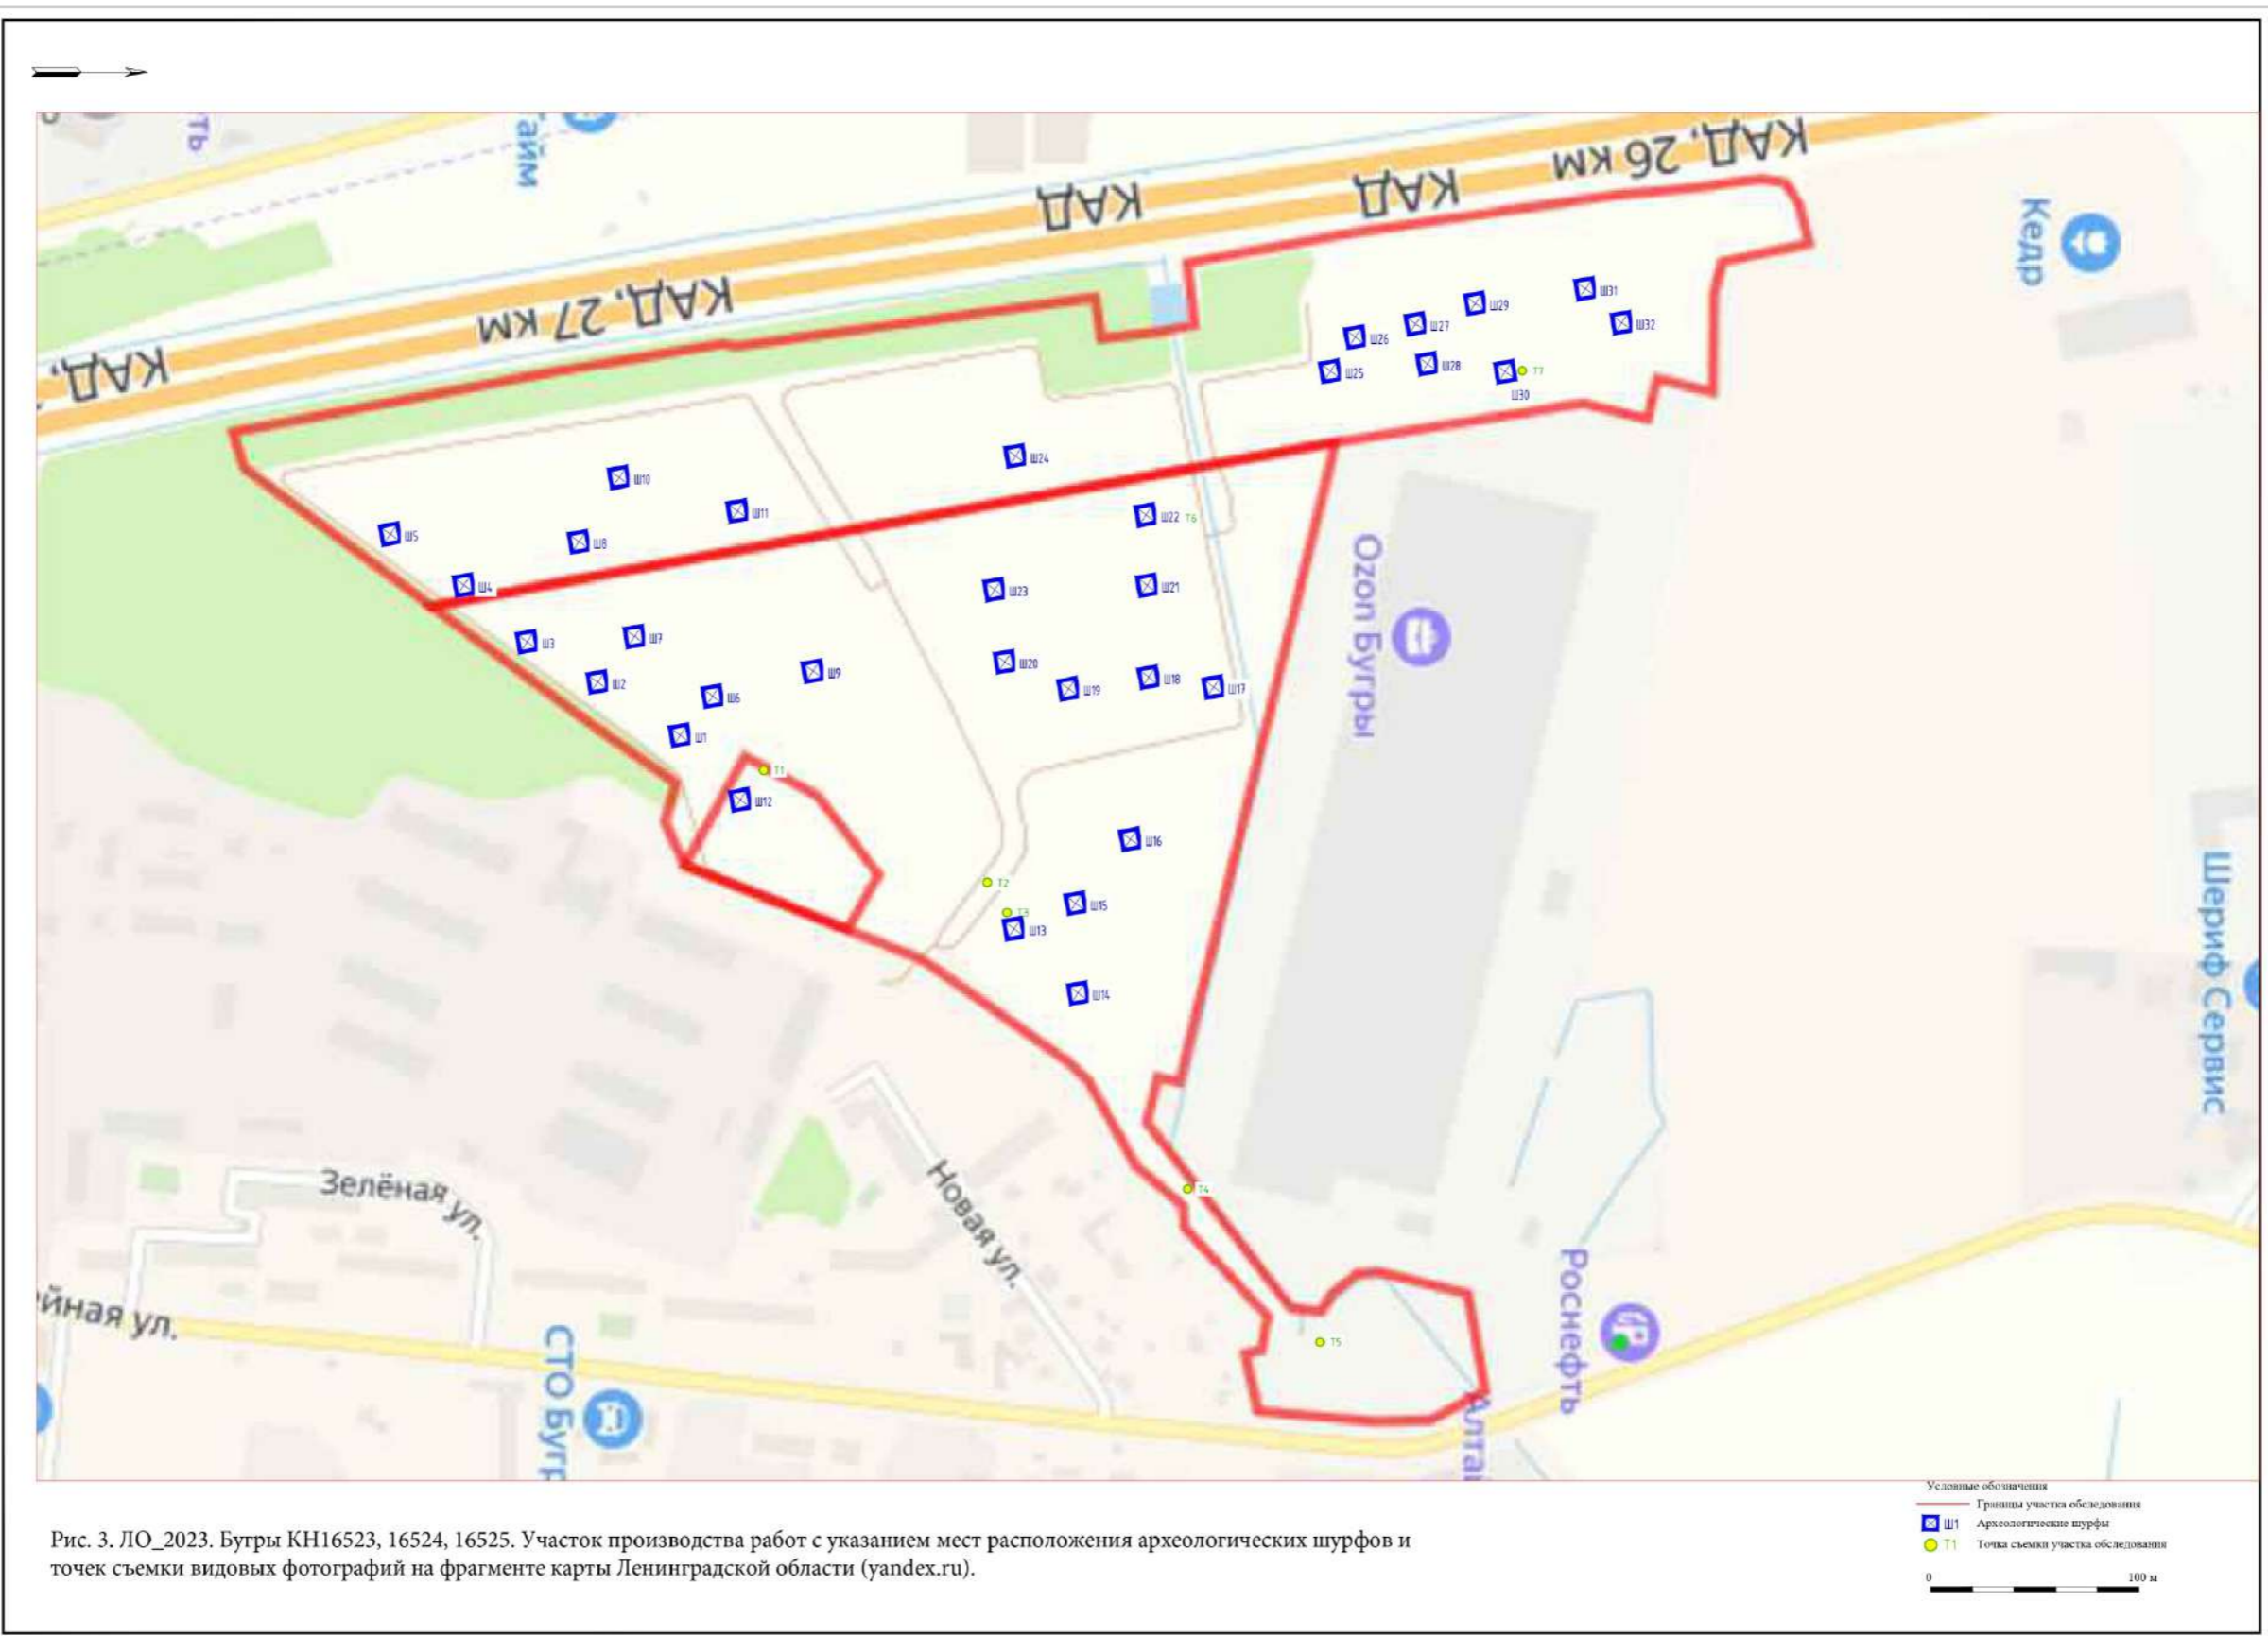 ть
айм
КАД, 26 км
КАД
КАД
Кедр
КАД, 27 км
КАД,
Ш31
Ш29
Ш32
Ш27
Ш26
Ш28
Ш25
Т7
Ш30
Ш24
Ш10
Ш11
Ш22 Т6
Ш5
Ш8
Ozon Бугры
Ш4
Ш23
Ш21
Ш3
Ш7
Ш20
Ш9
Ш2
Ш19
Ш18
Ш17
Ш6
Ш1
Т1
Ш12
Ш16
Шериф Сервис
Т2
Ш15
Т3
Ш13
Ш14
Зелёная ул.
Новая ул.
Т4
Роснефть
йная ул.
СТО Бугр
Т5
Алта
Условные обозначения
Границы участка обследования
Ш1 Археологические шурфы
Т1 Точка съемки участка обследования
0 100 м
Рис. 3. ЛО_2023. Бугры КН16523, 16524, 16525. Участок производства работ с указанием мест расположения археологических шурфов и
точек съемки видовых фотографий на фрагменте карты Ленинградской области (yandex.ru).